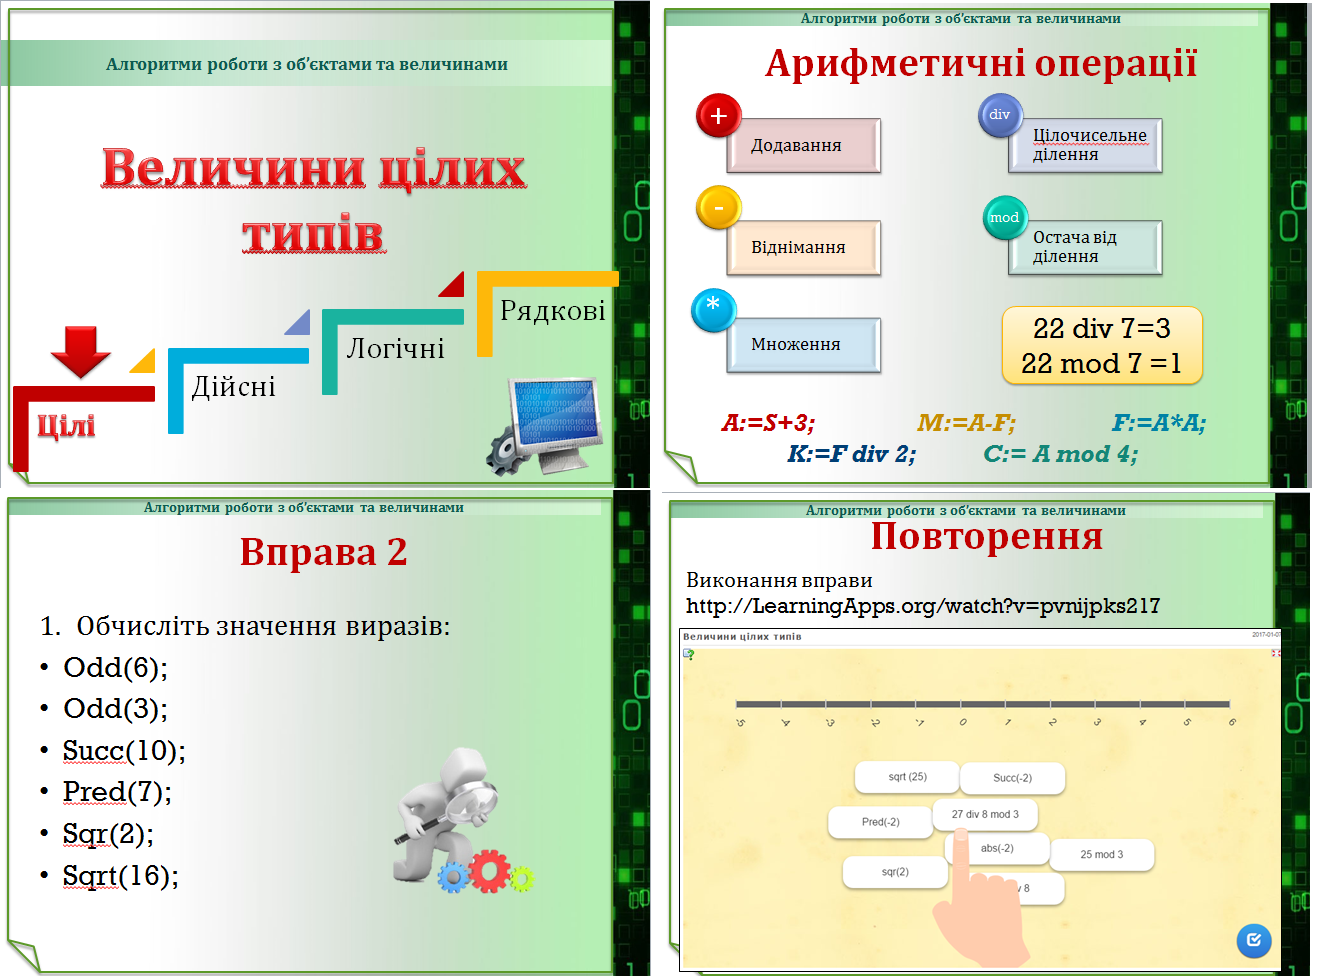 Алгоритми роботи з об'єктами та величинами
Величини цілих
типів
Цілі
Дійсні
Логічні
Рядкові
Алгоритми роботи з об'єктами та величинами
Арифметичні операції
+
Додавання
-
Віднімання
*
Множення
div
Цілочисельне
ділення
mod
Остача від
ділення
22 div 7=3
22 mod 7 =1
A:=S+3; M:=A-F; F:=A*A;
K:=F div 2; C:= A mod 4;
Алгоритми роботи з об'єктами та величинами
Вправа 2
1. Обчисліть значення виразів:
• Odd(6);
• Odd(3);
• Succ(10);
• Pred(7);
• Sqr(2);
• Sqrt(16);
Алгоритми роботи з об'єктами та величинами
Повторення
Виконання вправи
http://LearningApps.org/watch?v=pvnijpks217
Величини цілих типів
2017-01-07
-5 -4 -3 -2 -1 0 1 2 3 4 5 6
sqrt (25) Succ(-2)
Pred(-2) 27 div 8 mod 3
abs(-2) 25 mod 3
sqr(2)
8